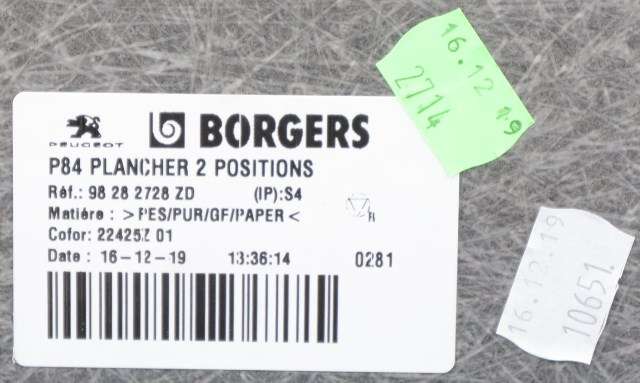 PEUGEOT BORGERS
P84 PLANCHER 2 POSITIONS
Réf.: 98 28 2728 ZD (IP):S4
Matiére : >PES/PUR/GF/PAPER<
Cofor: 22425Z 01
Date : 16-12-19 13:36:14 0281
16.12 19
2714
16.12.19
10651